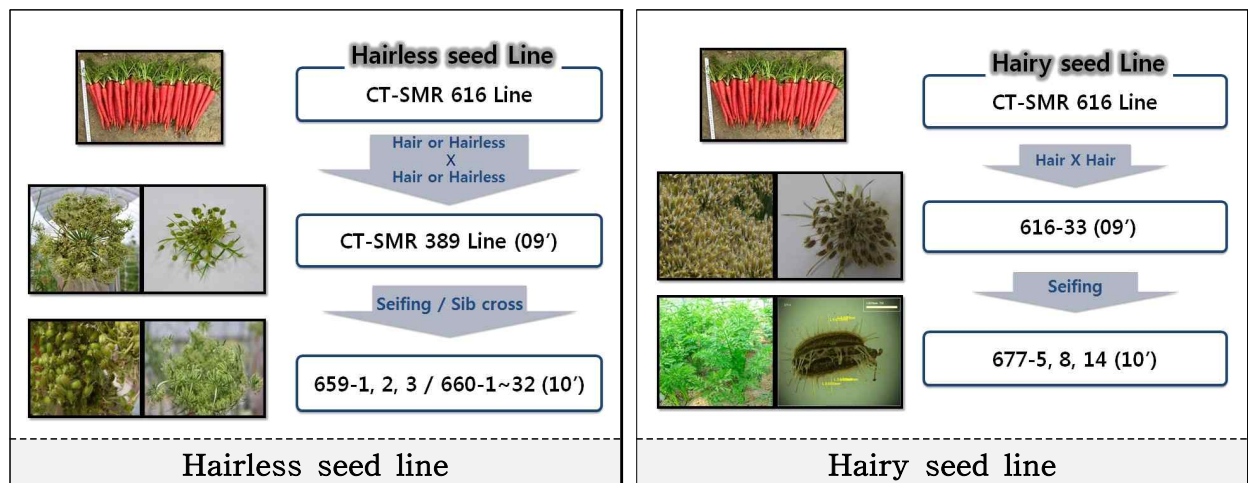 Hairless seed Line
CT-SMR 616 Line
Hair or Hairless
X
Hair or Hairless
CT-SMR 389 Line (09′)
Seifing / Sib cross
659-1, 2, 3 / 660-1~32 (10′)
Hairless seed line
Hairy seed Line
CT-SMR 616 Line
Hair X Hair
616-33 (09′)
Seifing
677-5, 8, 14 (10′)
Hairy seed line